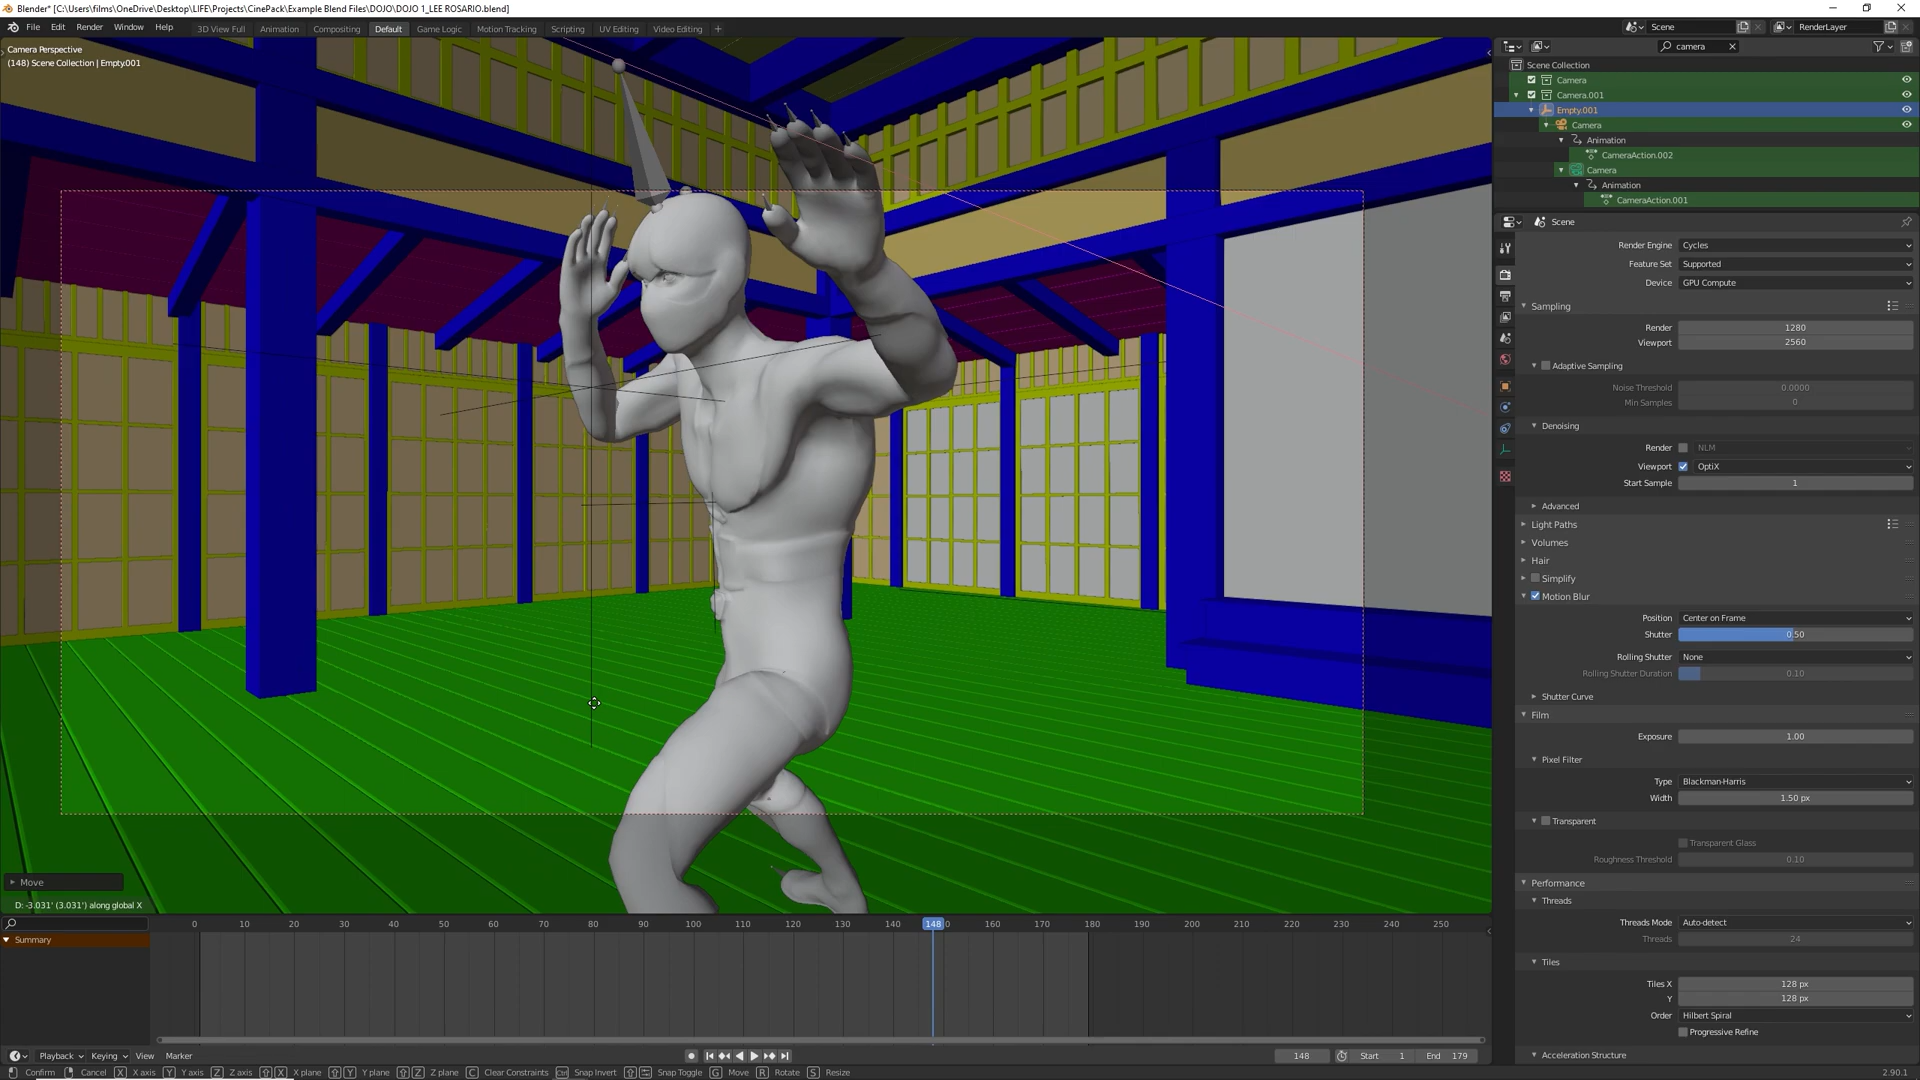 Blender* [C:\Users\films\OneDrive\Desktop\LIFE\Projects\CinePack\Example Blend Files\DOJO\DOJO 1_LEE ROSARIO.blend]
File Edit Render Window Help 3D View Full Animation Compositing Default Game Logic Motion Tracking Scripting UV Editing Video Editing + Scene RenderLayer
Camera Perspective
(148) Scene Collection | Empty.001
camera
Scene Collection
Camera
Camera.001
Empty.001
Camera
Animation
CameraAction.002
Camera
Animation
CameraAction.001
Scene
Render Engine Cycles
Feature Set Supported
Device GPU Compute
Sampling
Render 1280
Viewport 2560
Adaptive Sampling
Noise Threshold 0.0000
Min Samples 0
Denoising
Render NLM
Viewport OptiX
Start Sample 1
Advanced
Light Paths
Volumes
Hair
Simplify
Motion Blur
Position Center on Frame
Shutter 0.50
Rolling Shutter None
Rolling Shutter Duration 0.10
Shutter Curve
Film
Exposure 1.00
Pixel Filter
Type Blackman-Harris
Width 1.50 px
Transparent
Transparent Glass
Roughness Threshold 0.10
Performance
Threads
Threads Mode Auto-detect
Threads 24
Tiles
Tiles X 128 px
Y 128 px
Order Hilbert Spiral
Progressive Refine
Acceleration Structure
Move
D: -3.031' (3.031') along global X
0 10 20 30 40 50 60 70 80 90 100 110 120 130 140 148 0 160 170 180 190 200 210 220 230 240 250
Summary
Playback Keying View Marker 148 Start 1 End 179
Confirm Cancel X X axis Y Y axis Z Z axis X X plane Y Y plane Z Z plane C Clear Constraints Ctrl Snap Invert Snap Toggle G Move R Rotate S Resize 2.90.1